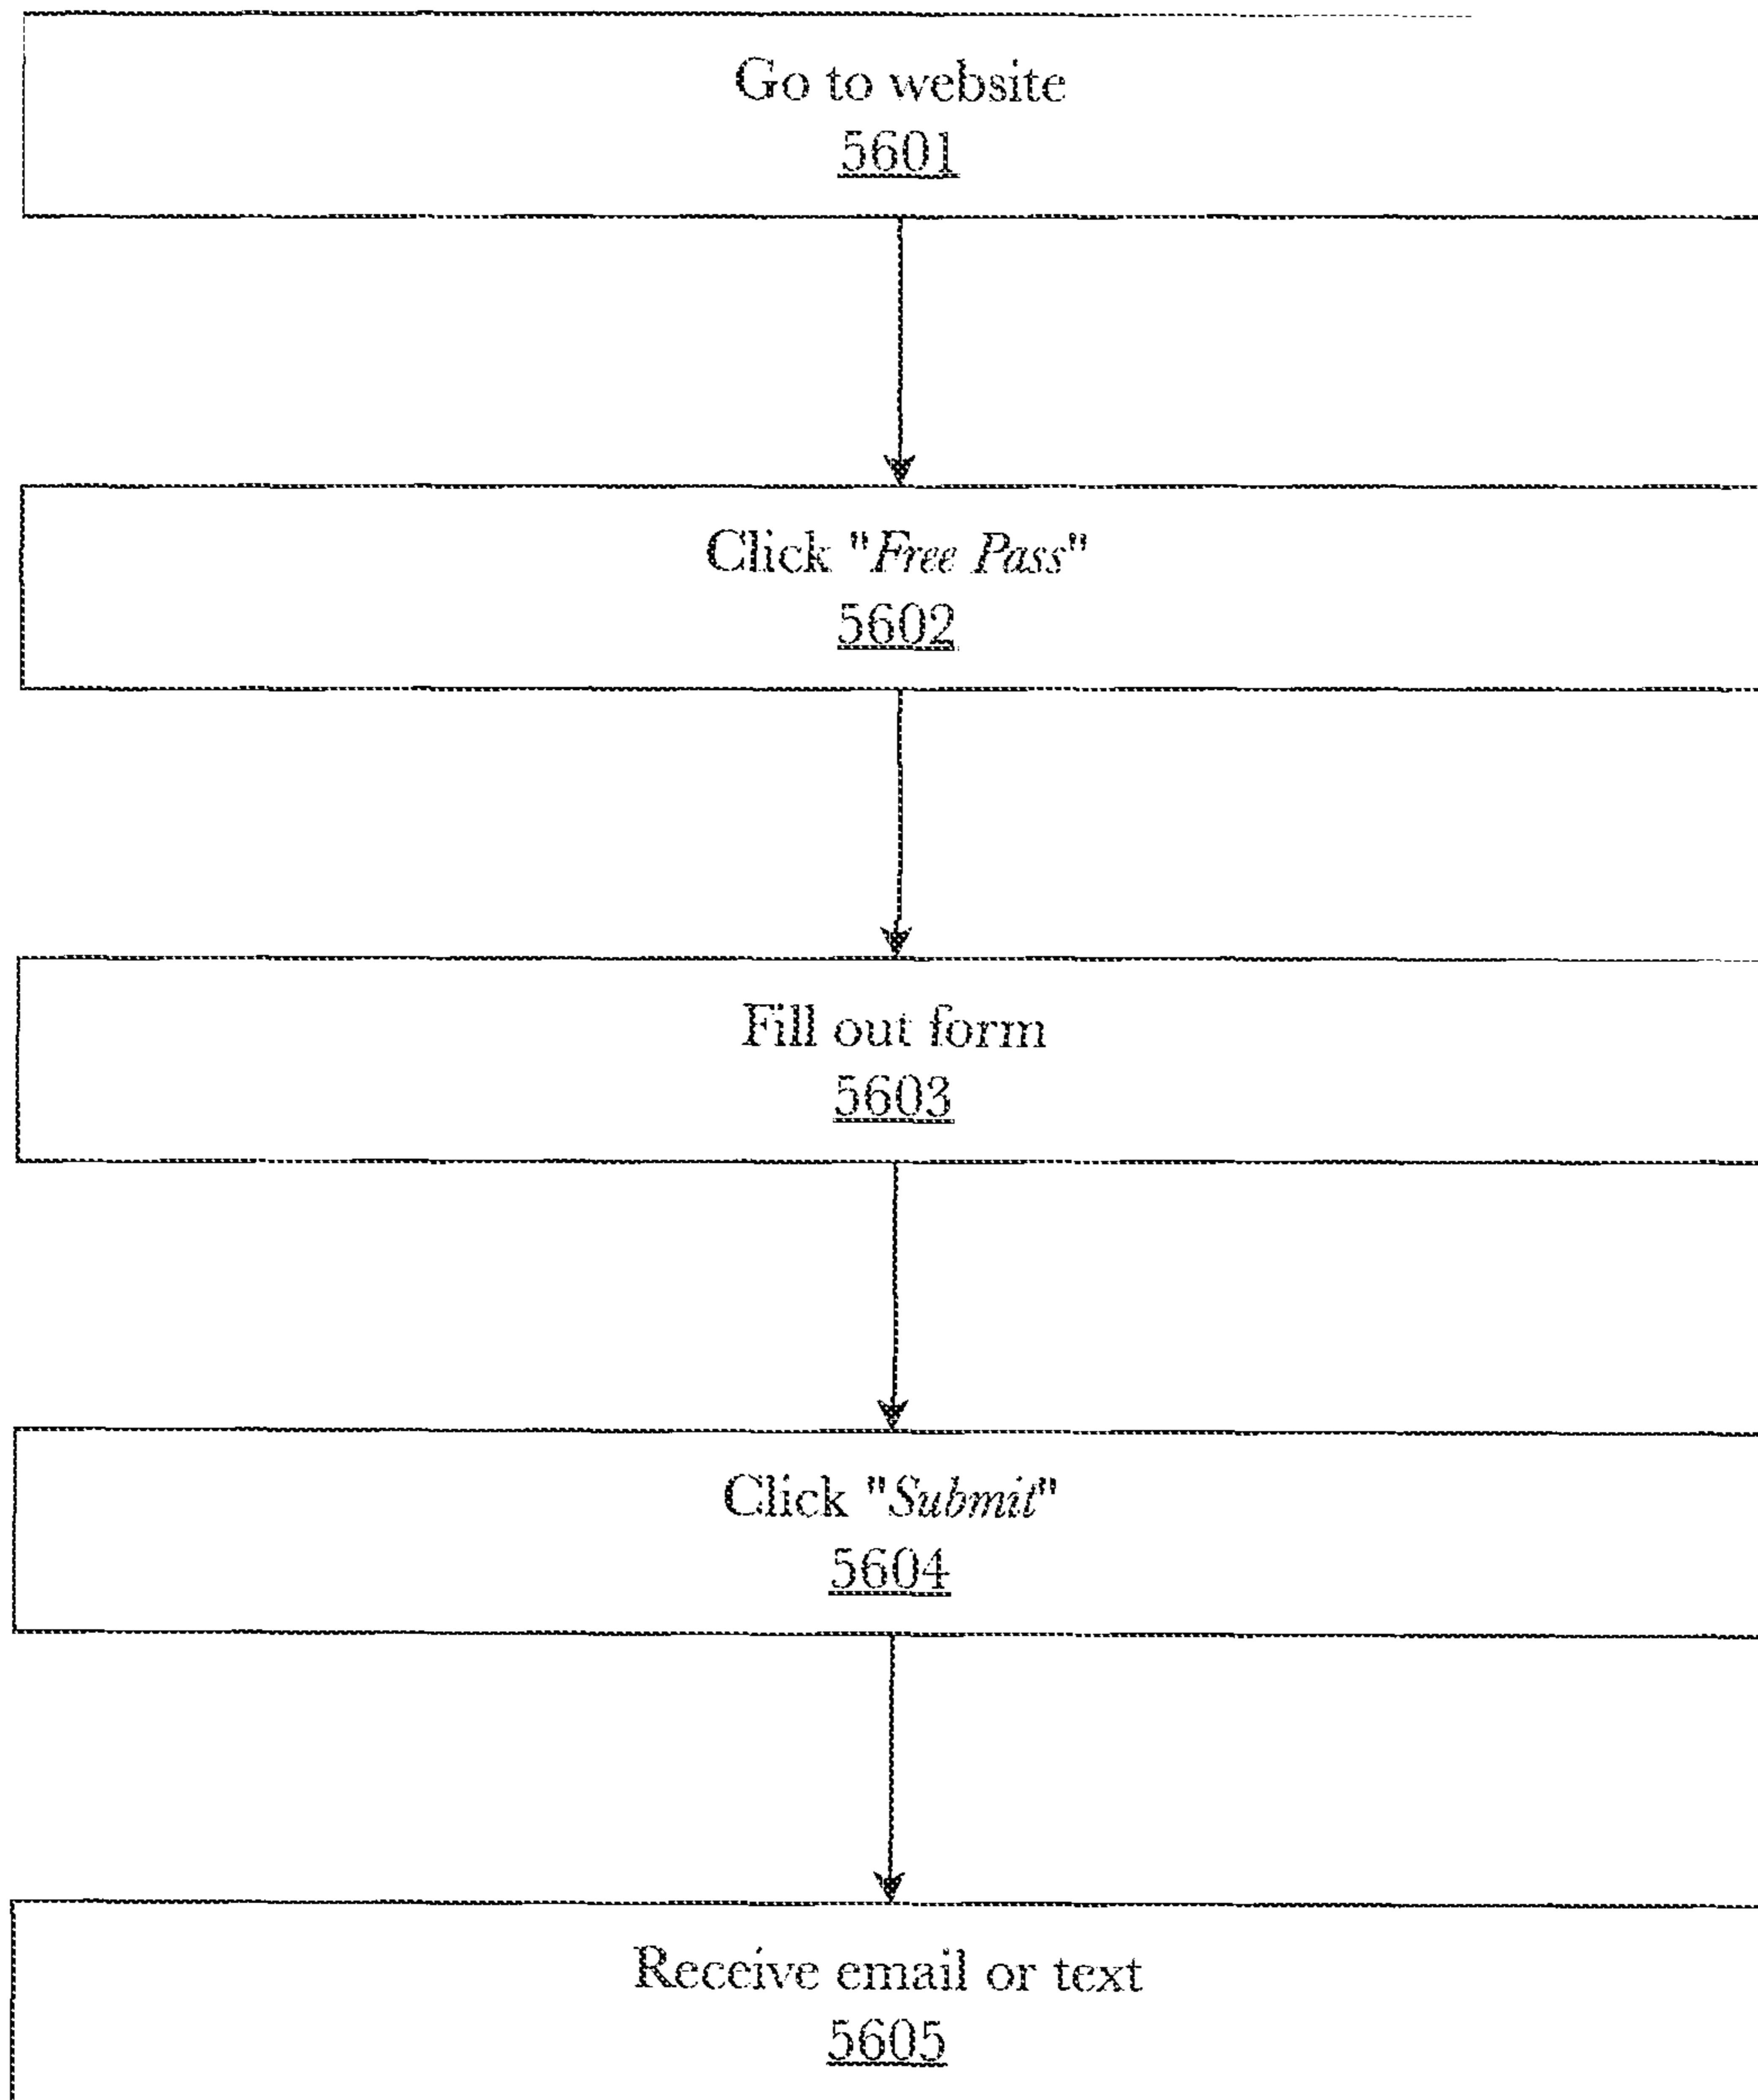 Go to website
5601
Click "Free Pass"
5602
Fill out form
5603
Click "Submit"
5604
Receive email or text
5605